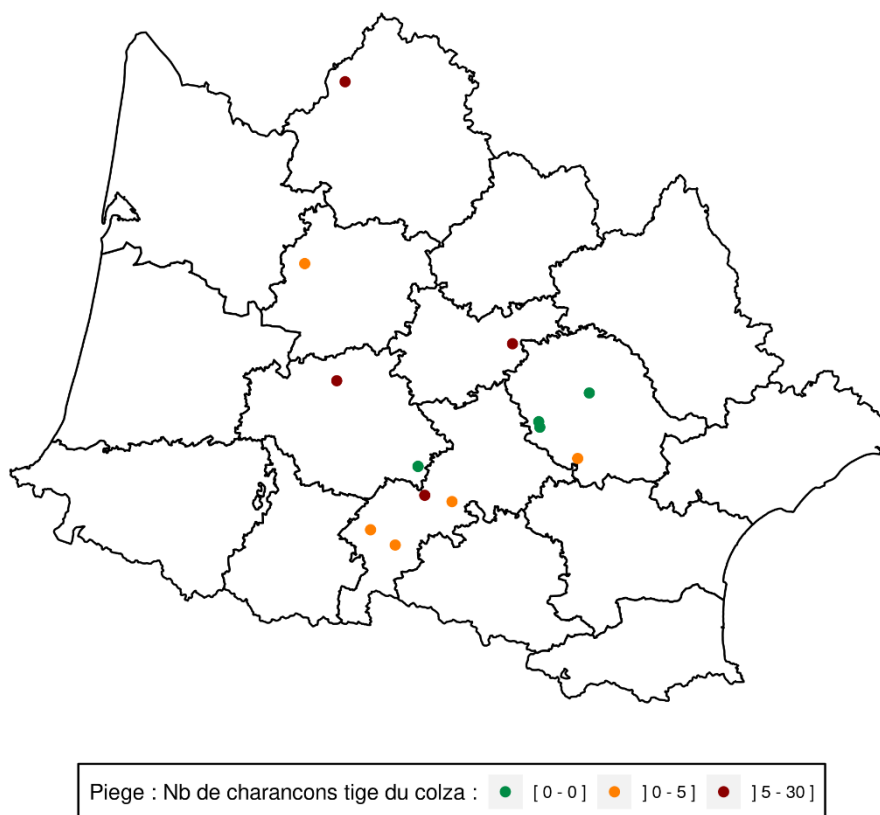 Piege : Nb de charancons tige du colza : [ 0 - 0 ] ] 0 - 5 ] ] 5 - 30 ]